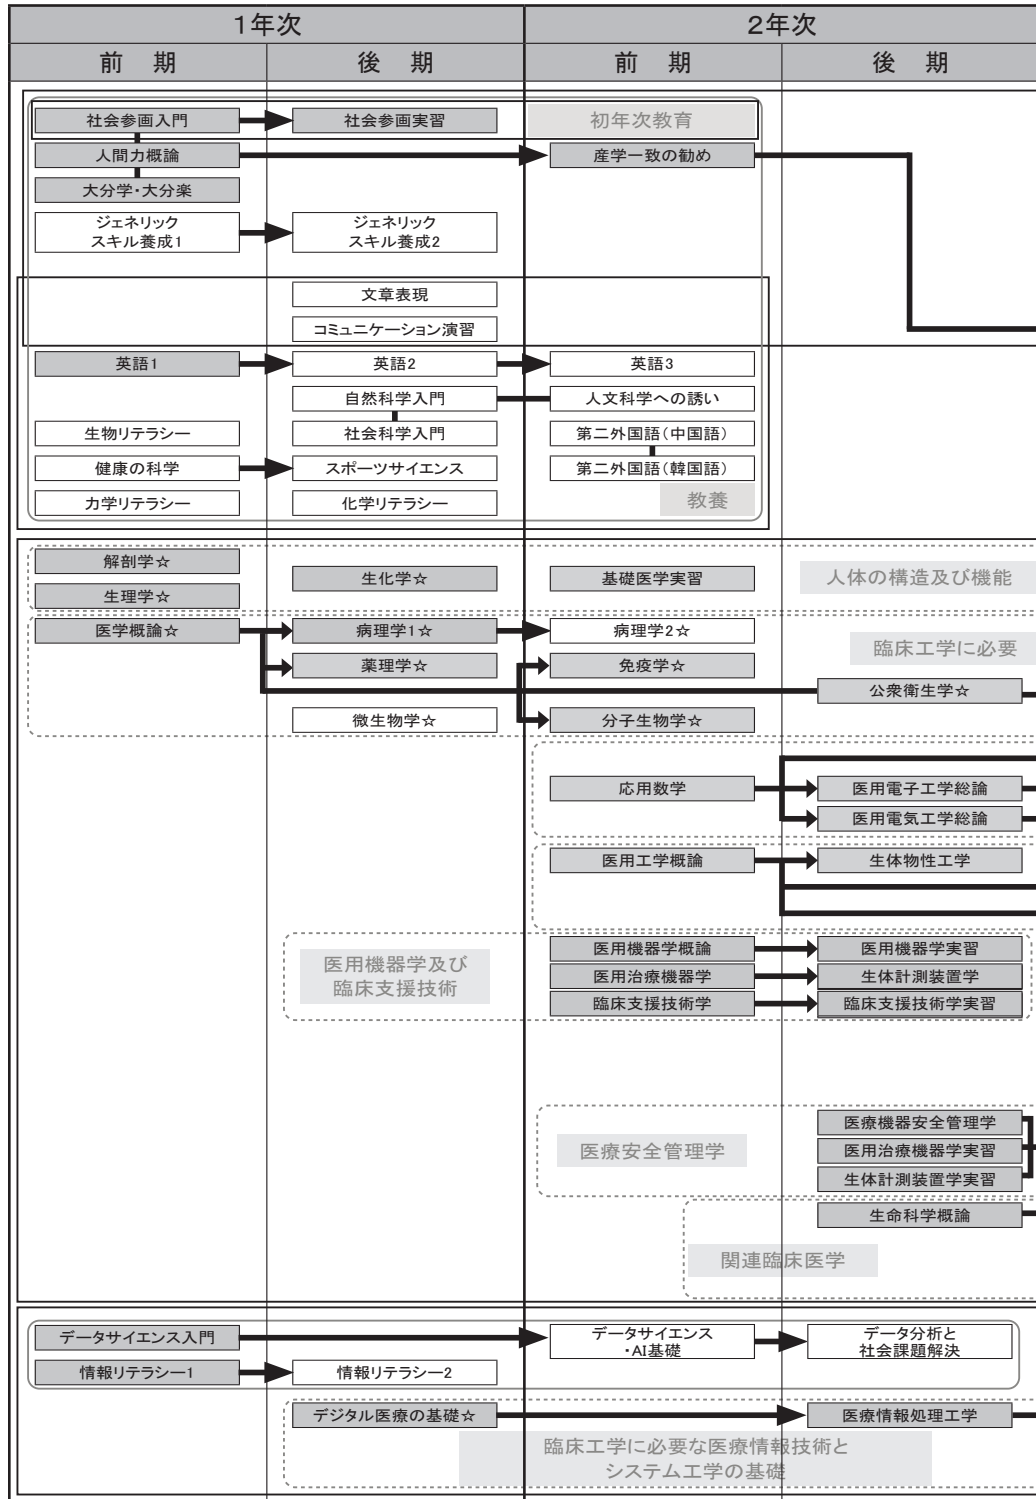 1年次
2年次
前　期
後　期
前　期
後　期
社会参画入門
社会参画実習
初年次教育
人間力概論
産学一致の勧め
大分学・大分楽
ジェネリック
スキル養成1
ジェネリック
スキル養成2
文章表現
コミュニケーション演習
英語1
英語2
英語3
自然科学入門
人文科学への誘い
生物リテラシー
社会科学入門
第二外国語(中国語)
健康の科学
スポーツサイエンス
第二外国語(韓国語)
力学リテラシー
化学リテラシー
教養
解剖学☆
生化学☆
基礎医学実習
人体の構造及び機能
生理学☆
医学概論☆
病理学1☆
病理学2☆
臨床工学に必要
薬理学☆
免疫学☆
公衆衛生学☆
微生物学☆
分子生物学☆
応用数学
医用電子工学総論
医用電気工学総論
医用工学概論
生体物性工学
医用機器学及び
臨床支援技術
医用機器学概論
医用機器学実習
医用治療機器学
生体計測装置学
臨床支援技術学
臨床支援技術学実習
医療安全管理学
医療機器安全管理学
医用治療機器学実習
生体計測装置学実習
生命科学概論
関連臨床医学
データサイエンス入門
データサイエンス
・AI基礎
データ分析と
社会課題解決
情報リテラシー1
情報リテラシー2
デジタル医療の基礎☆
医療情報処理工学
臨床工学に必要な医療情報技術と
システム工学の基礎